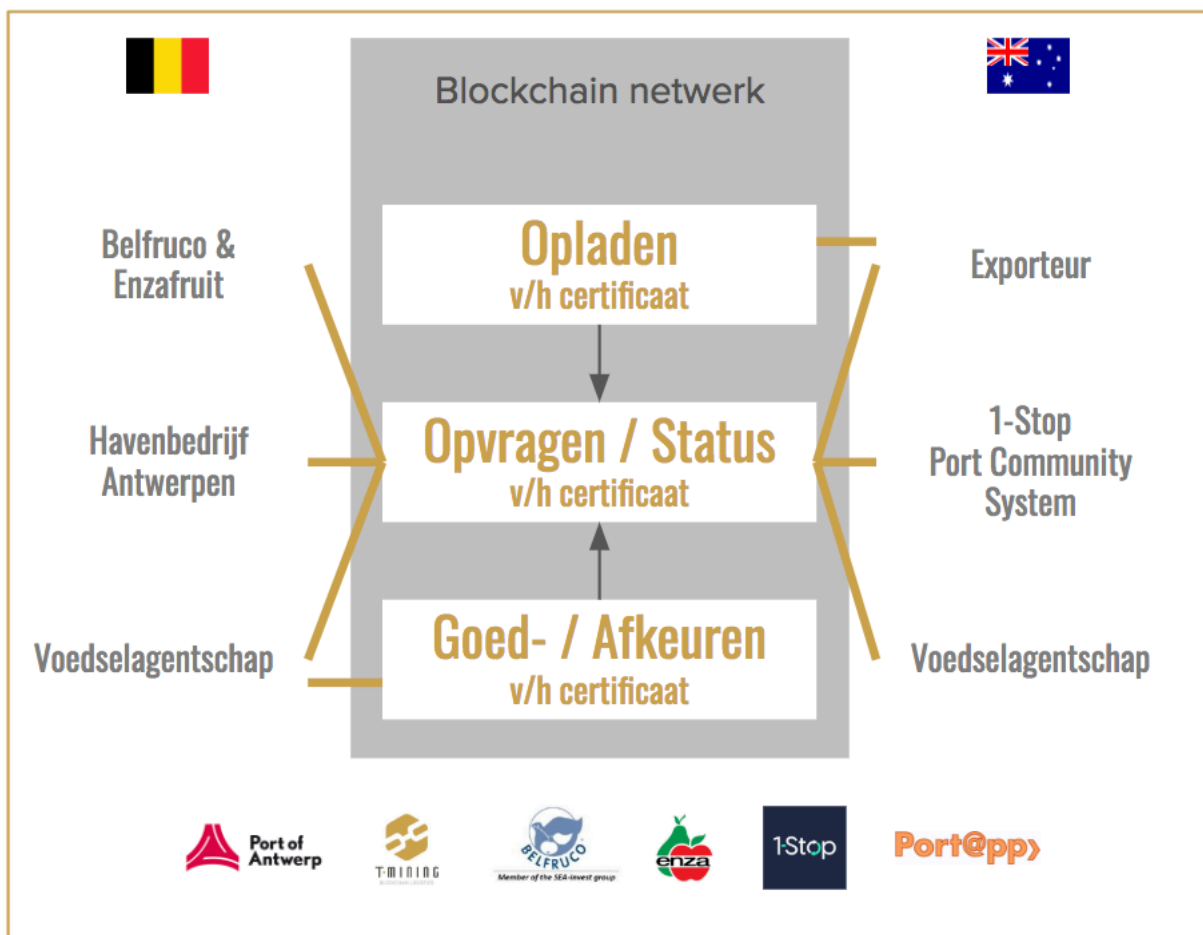 Blockchain netwerk
Belfruco &
Enzafruit
Opladen
v/h certificaat
Exporteur
Havenbedrijf
Antwerpen
Opvragen / Status
v/h certificaat
1-Stop
Port Community
System
Voedselagentschap
Goed- / Afkeuren
v/h certificaat
Voedselagentschap
Port of
Antwerp
T-MINING
BLOCKCHAIN LOGISTICS
BELFRUCO
Member of the SEA-invest group
enza
1-Stop
Port@pp